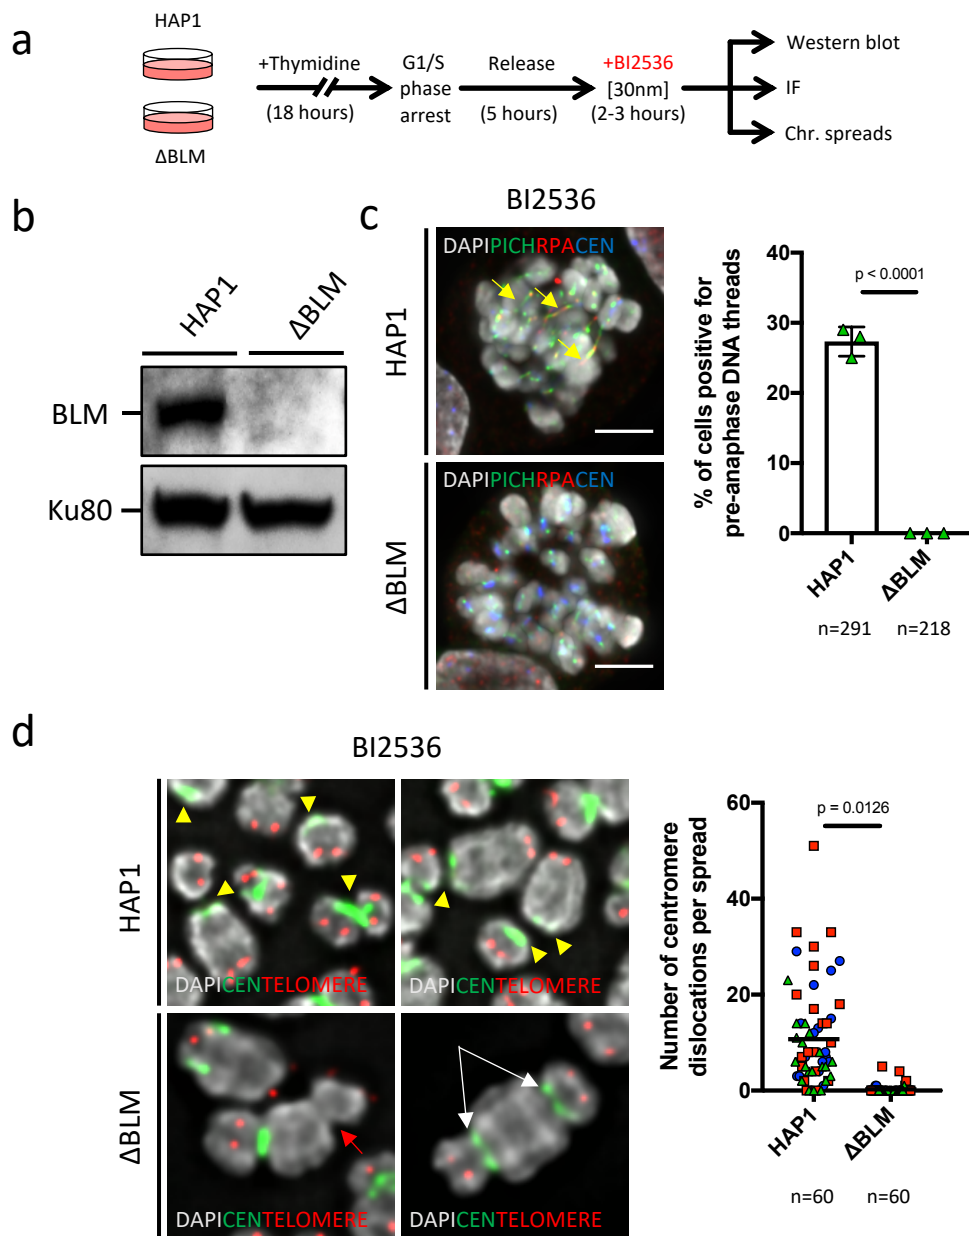 a
HAP1
ΔBLM
+Thymidine
(18 hours)
G1/S
phase
arrest
Release
(5 hours)
+BI2536
[30nm]
(2-3 hours)
Western blot
IF
Chr. spreads
b
HAP1
ΔBLM
BLM
Ku80
c
BI2536
HAP1
DAPIPICHRPACEN
ΔBLM
DAPIPICHRPACEN
% of cells positive for
pre-anaphase DNA threads
40
30
20
10
0
p < 0.0001
HAP1
ΔBLM
n=291
n=218
d
BI2536
HAP1
DAPICENTELOMERE
DAPICENTELOMERE
ΔBLM
DAPICENTELOMERE
DAPICENTELOMERE
Number of centromere
dislocations per spread
60
40
20
0
p = 0.0126
HAP1
ΔBLM
n=60
n=60